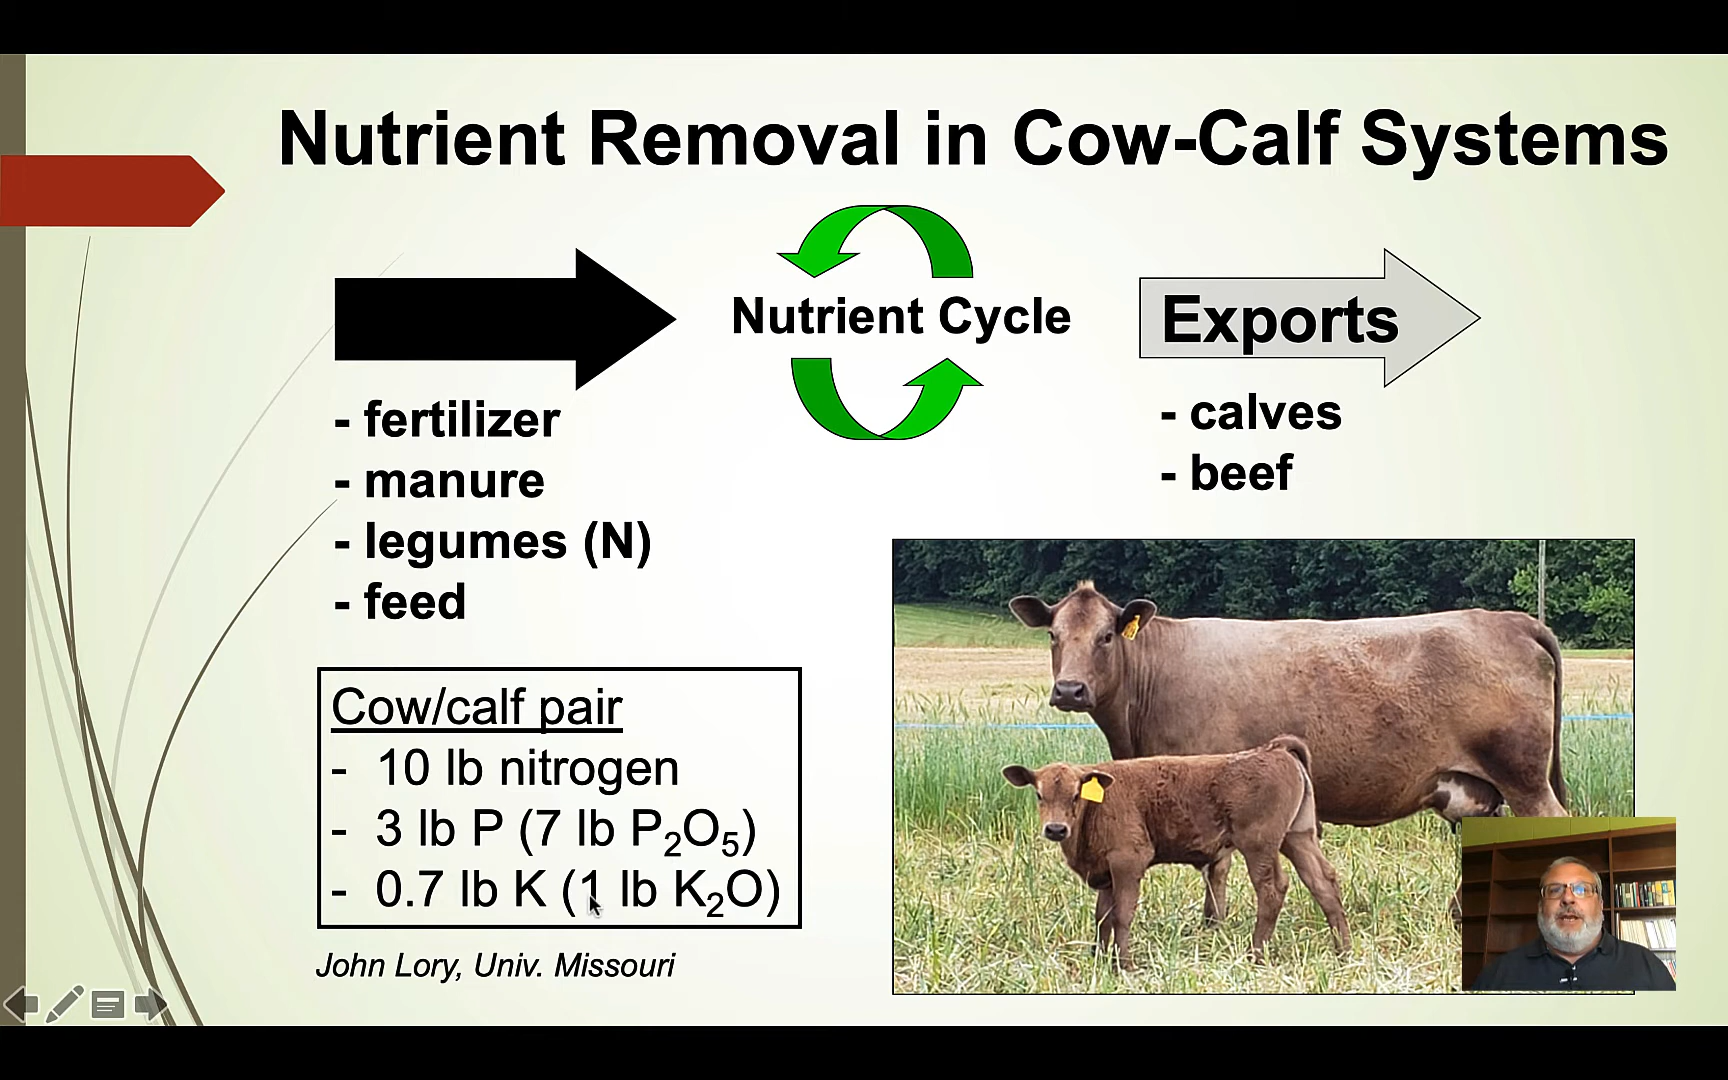 Nutrient Removal in Cow-Calf Systems
Nutrient Cycle
Exports
- fertilizer
- manure
- legumes (N)
- feed
- calves
- beef
Cow/calf pair
- 10 lb nitrogen
- 3 lb P (7 lb P₂O₅)
- 0.7 lb K (1 lb K₂O)
John Lory, Univ. Missouri